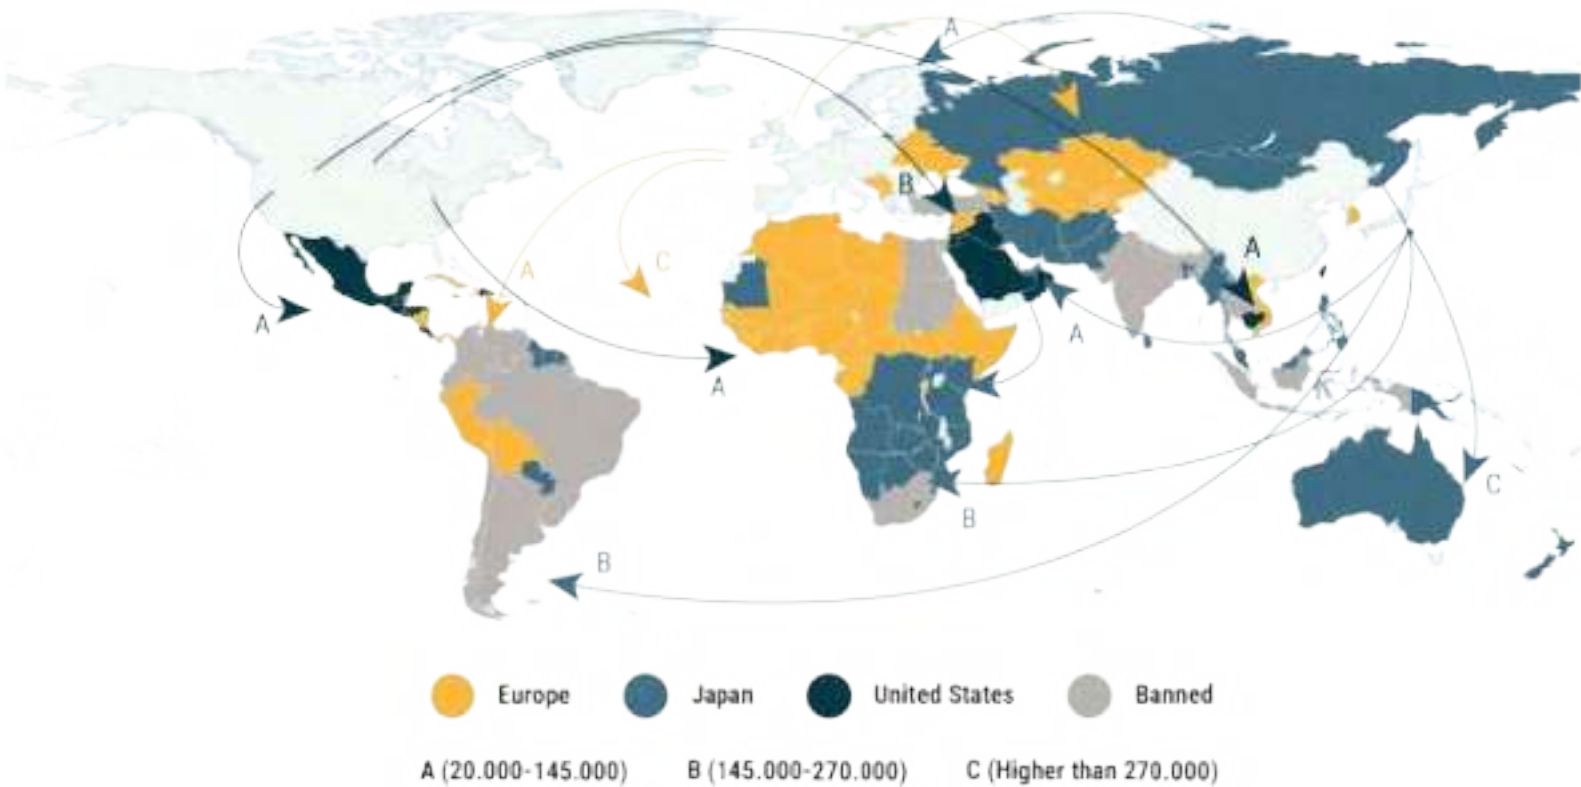 A
B
A
A
C
A
A
A
C
B
B
Europe
Japan
United States
Banned
A (20.000-145.000)
B (145.000-270.000)
C (Higher than 270.000)